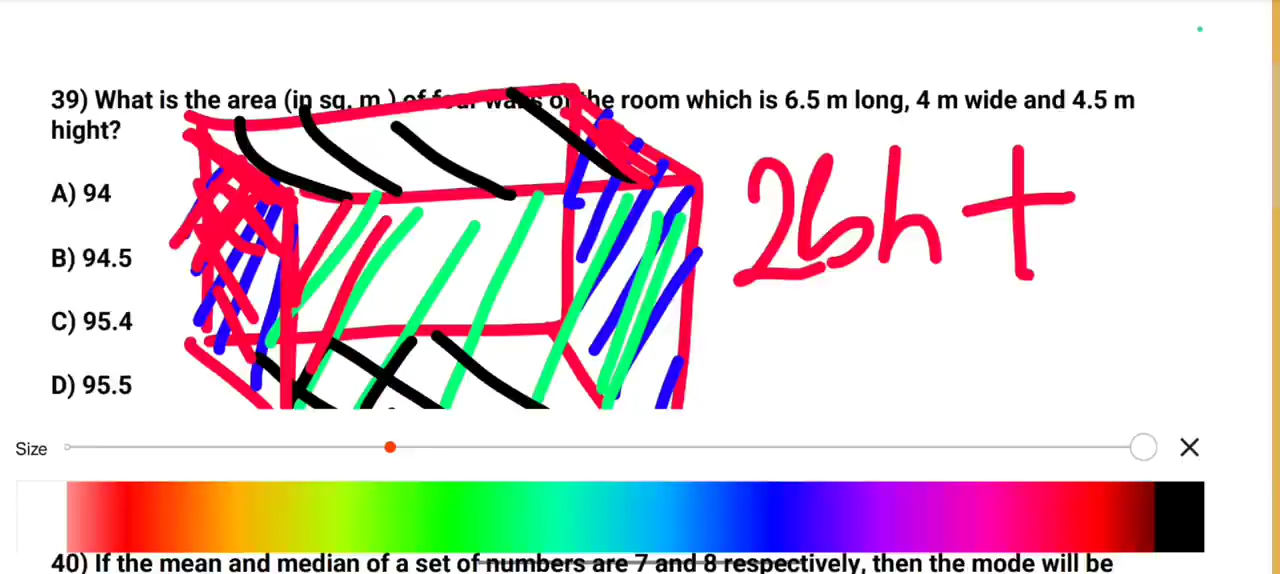 39) What is the area (in sq. m.) of four walls of the room which is 6.5 m long, 4 m wide and 4.5 m
hight?
A) 94
B) 94.5
C) 95.4
D) 95.5
26h +
Size
40) If the mean and median of a set of numbers are 7 and 8 respectively, then the mode will be